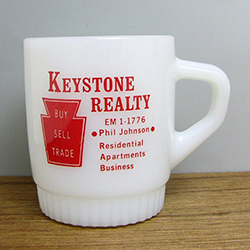 KEYSTONE
REALTY
BUY
SELL
TRADE
EM 1-1776
• Phil Johnson •
Residential
Apartments
Business